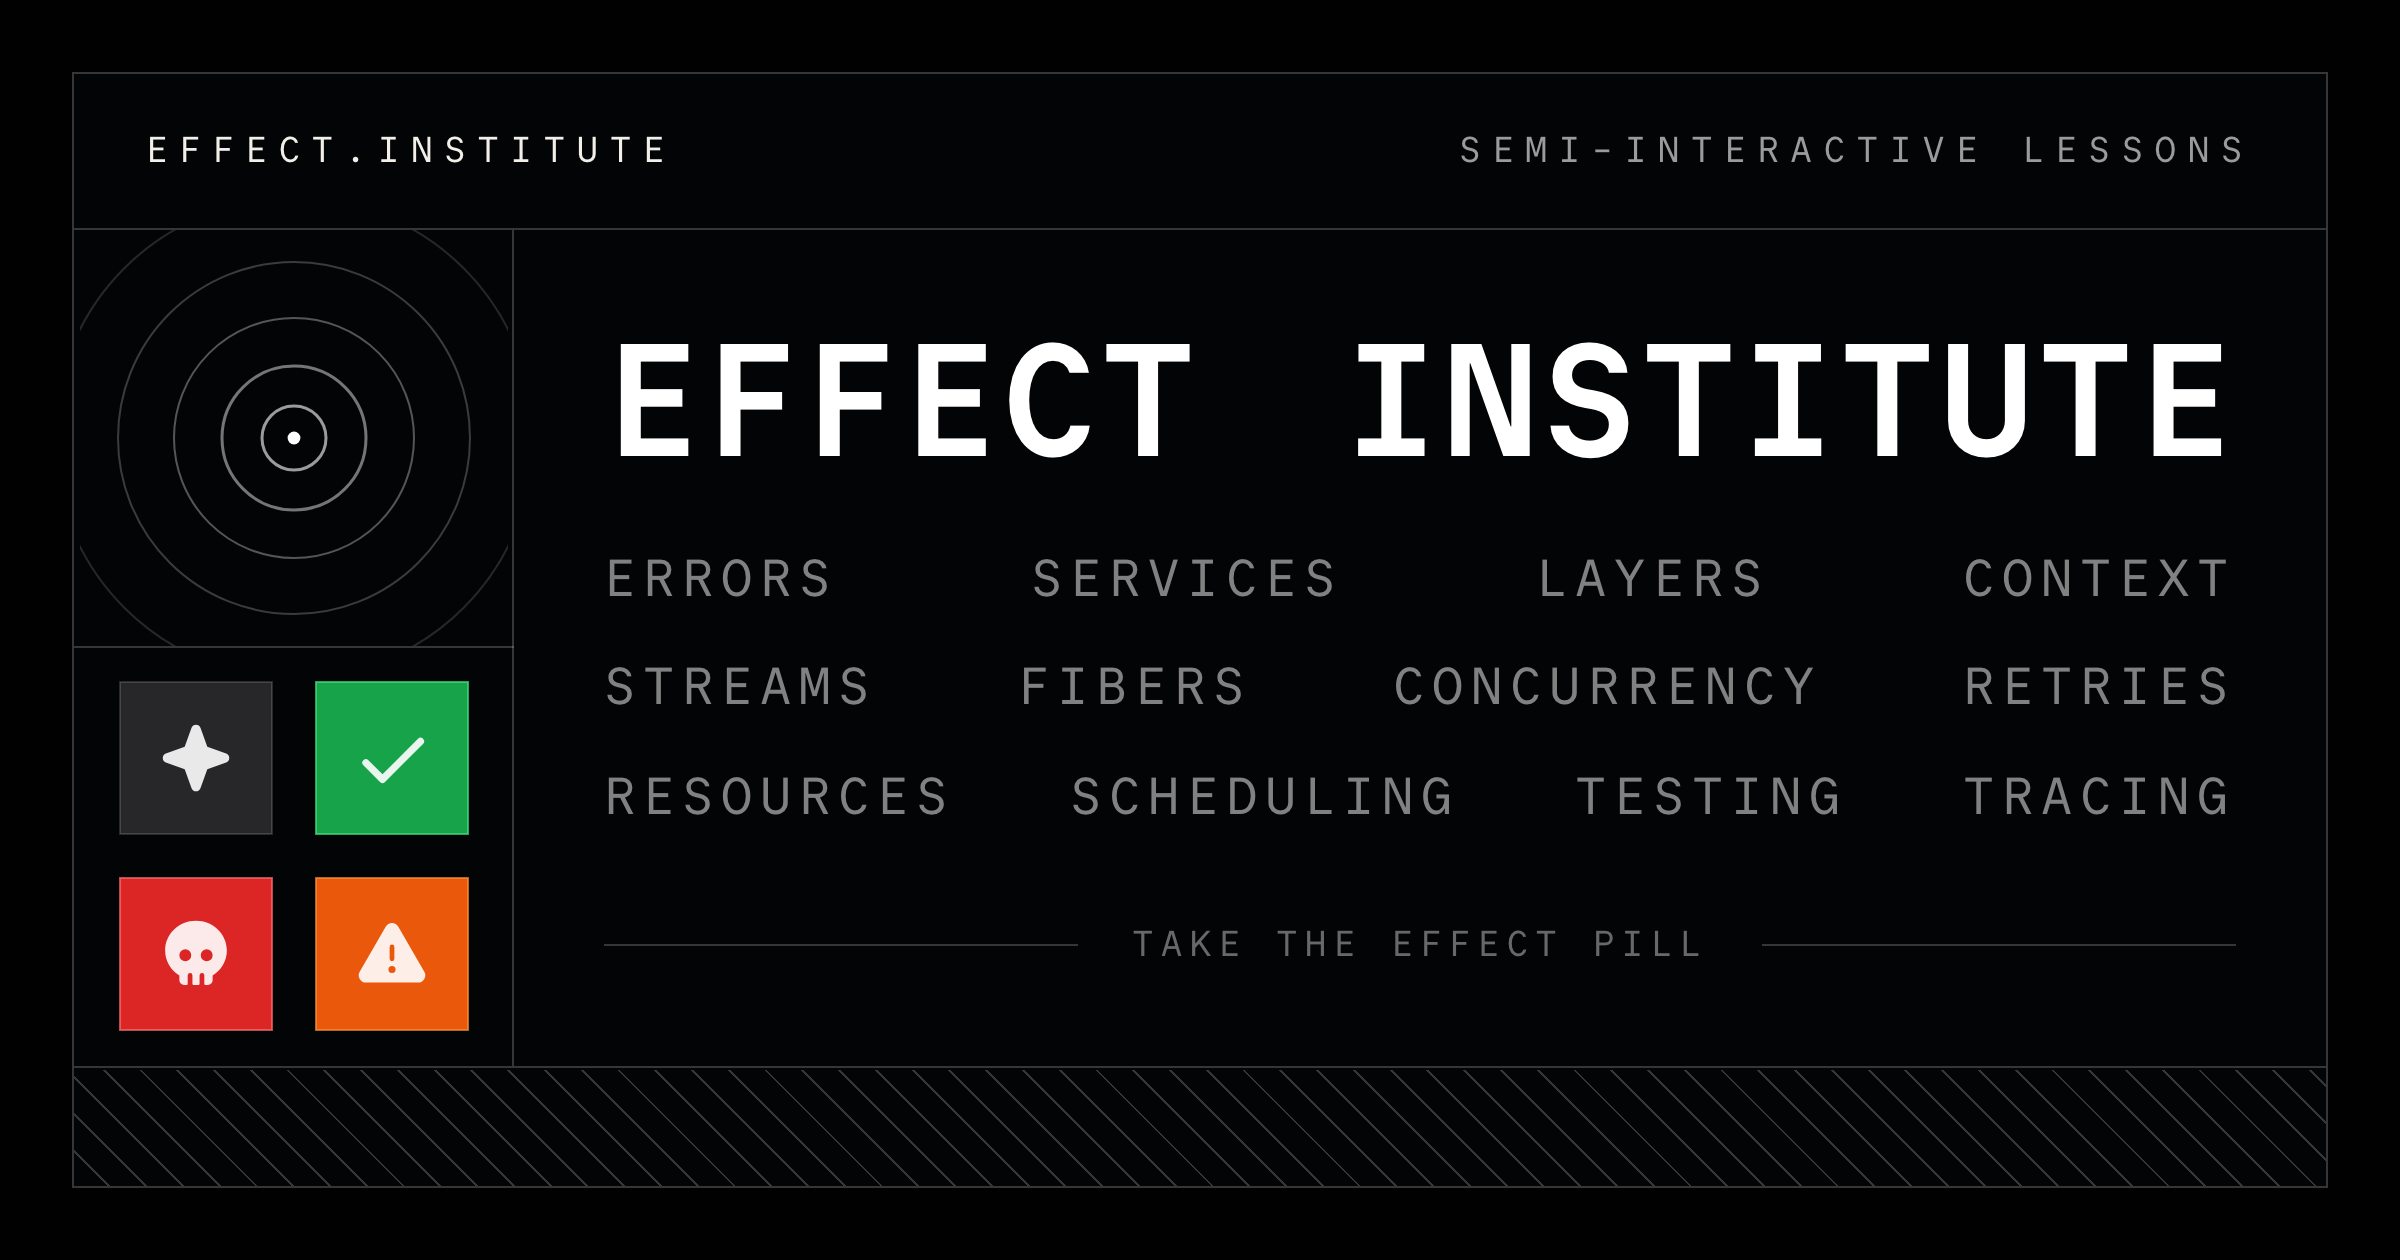 EFFECT.INSTITUTE
SEMI-INTERACTIVE LESSONS
EFFECT INSTITUTE
ERRORS SERVICES LAYERS CONTEXT
STREAMS FIBERS CONCURRENCY RETRIES
RESOURCES SCHEDULING TESTING TRACING
TAKE THE EFFECT PILL